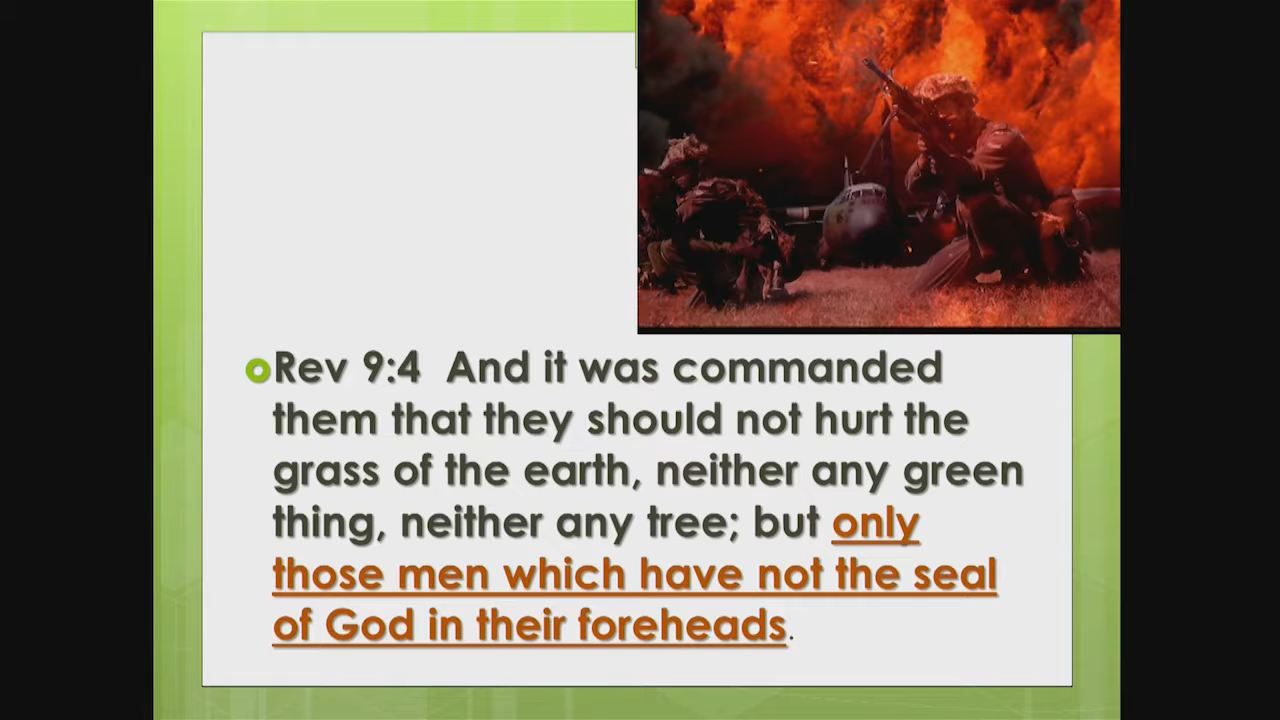 Rev 9:4 And it was commanded
them that they should not hurt the
grass of the earth, neither any green
thing, neither any tree; but only
those men which have not the seal
of God in their foreheads.